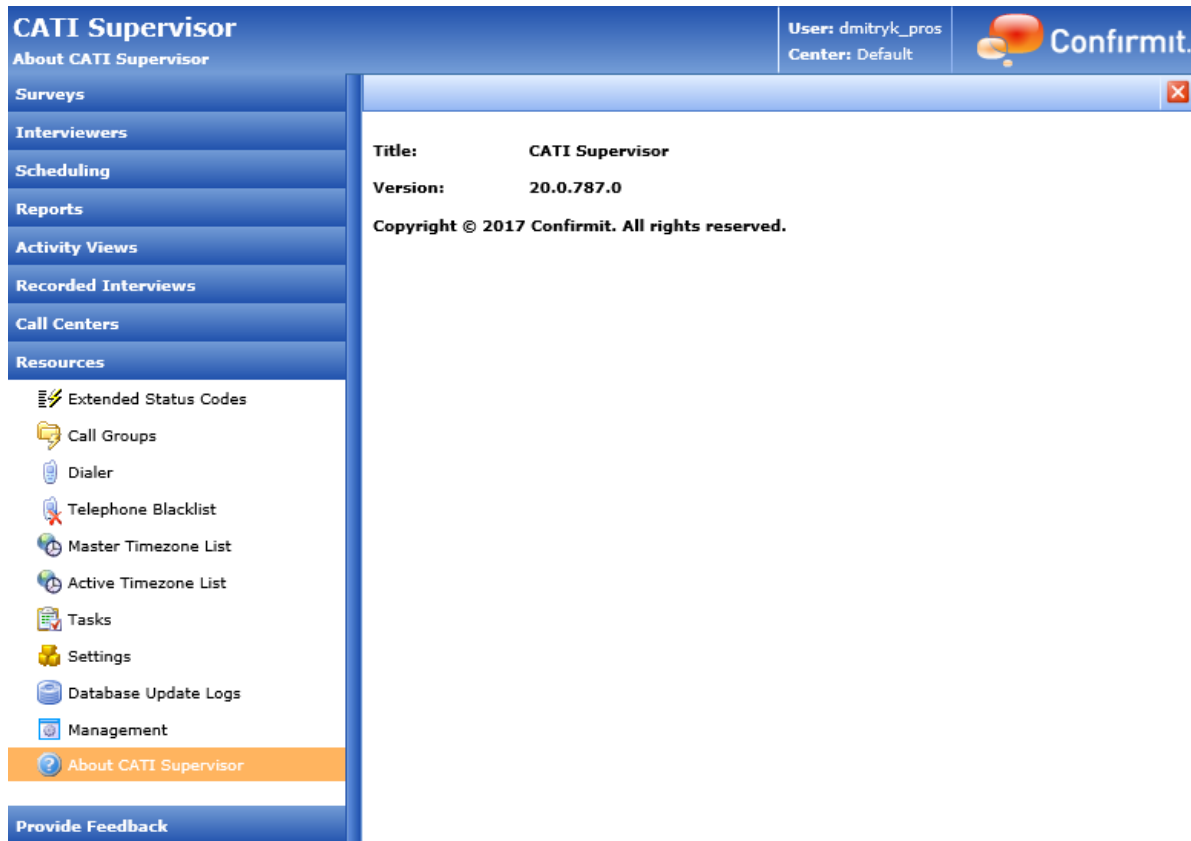 CATI Supervisor
About CATI Supervisor
User: dmitryk_pros
Center: Default
Confirmit.
Surveys
Interviewers
Scheduling
Reports
Activity Views
Recorded Interviews
Call Centers
Resources
Extended Status Codes
Call Groups
Dialer
Telephone Blacklist
Master Timezone List
Active Timezone List
Tasks
Settings
Database Update Logs
Management
About CATI Supervisor
Provide Feedback
Title: CATI Supervisor
Version: 20.0.787.0
Copyright © 2017 Confirmit. All rights reserved.